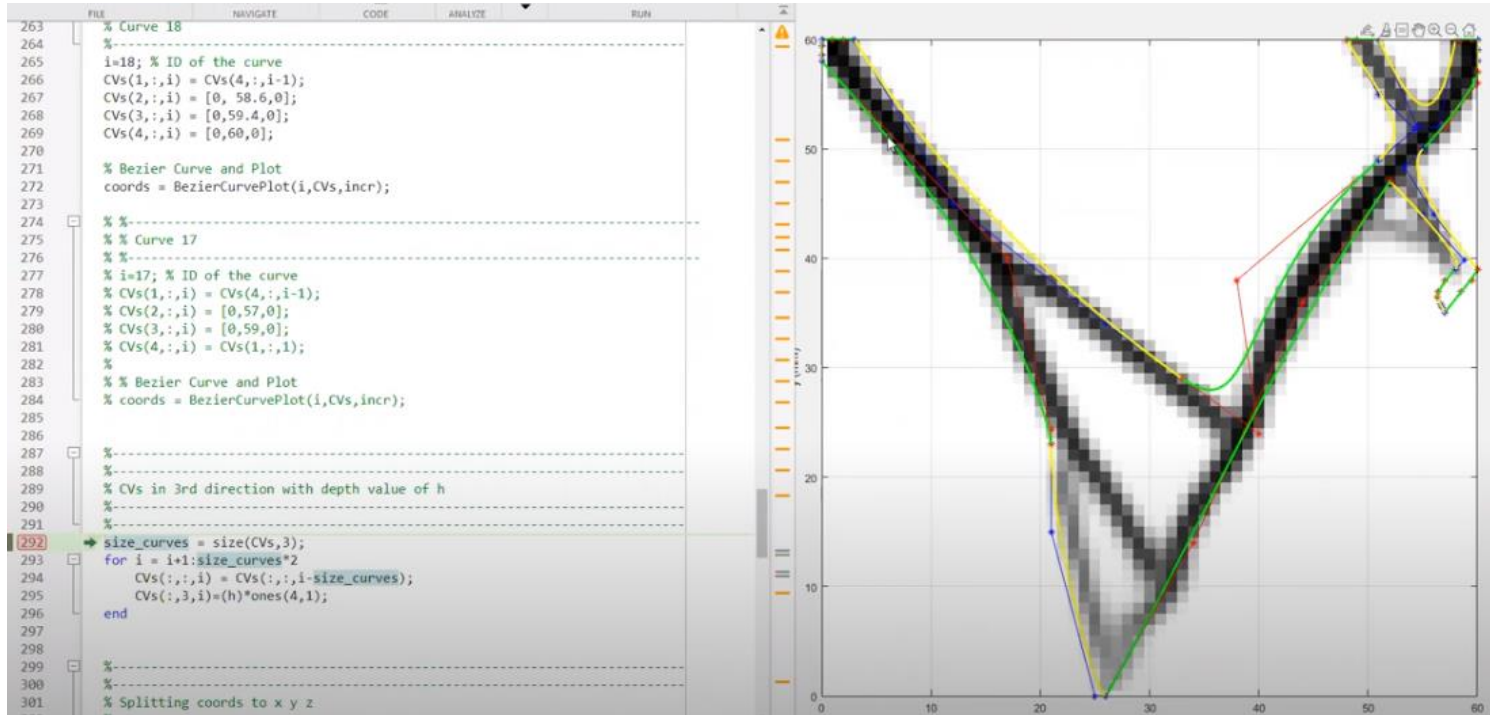 FILE NAVIGATE CODE ANALYZE RUN
263 % Curve 18
264 %--------------------------------------------------------------------------
265 i=18; % ID of the curve
266 CVs(1,:,i) = CVs(4,:,i-1);
267 CVs(2,:,i) = [0, 58.6,0];
268 CVs(3,:,i) = [0,59.4,0];
269 CVs(4,:,i) = [0,60,0];
270
271 % Bezier Curve and Plot
272 coords = BezierCurvePlot(i,CVs,incr);
273
274 % %--------------------------------------------------------------------------
275 % % Curve 17
276 % %--------------------------------------------------------------------------
277 % i=17; % ID of the curve
278 % CVs(1,:,i) = CVs(4,:,i-1);
279 % CVs(2,:,i) = [0,57,0];
280 % CVs(3,:,i) = [0,59,0];
281 % CVs(4,:,i) = CVs(1,:,1);
282 %
283 % % Bezier Curve and Plot
284 % coords = BezierCurvePlot(i,CVs,incr);
285
286
287 %--------------------------------------------------------------------------
288 %--------------------------------------------------------------------------
289 % CVs in 3rd direction with depth value of h
290 %--------------------------------------------------------------------------
291 %--------------------------------------------------------------------------
292 size_curves = size(CVs,3);
293 for i = i+1:size_curves*2
294 CVs(:,:,i) = CVs(:,:,i-size_curves);
295 CVs(:,3,i)=(h)*ones(4,1);
296 end
297
298
299 %--------------------------------------------------------------------------
300 %--------------------------------------------------------------------------
301 % Splitting coords to x y z
60
50
40
30
20
10
0
0 10 20 30 40 50 60